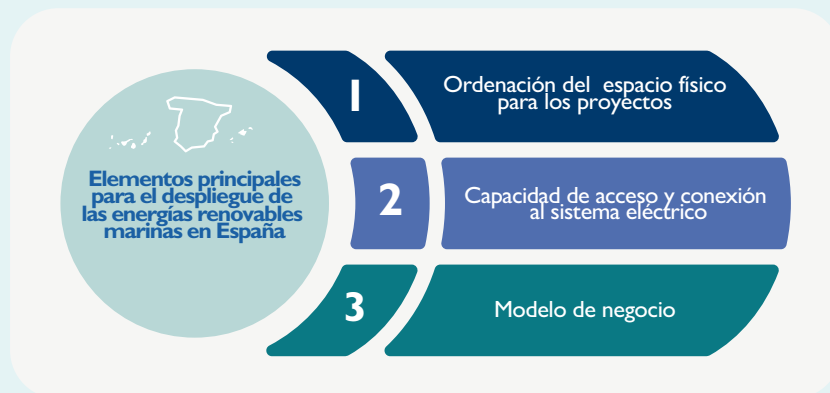 Elementos principales
para el despliegue de
las energías renovables
marinas en España
1
Ordenación del espacio físico
para los proyectos
2
Capacidad de acceso y conexión
al sistema eléctrico
3
Modelo de negocio